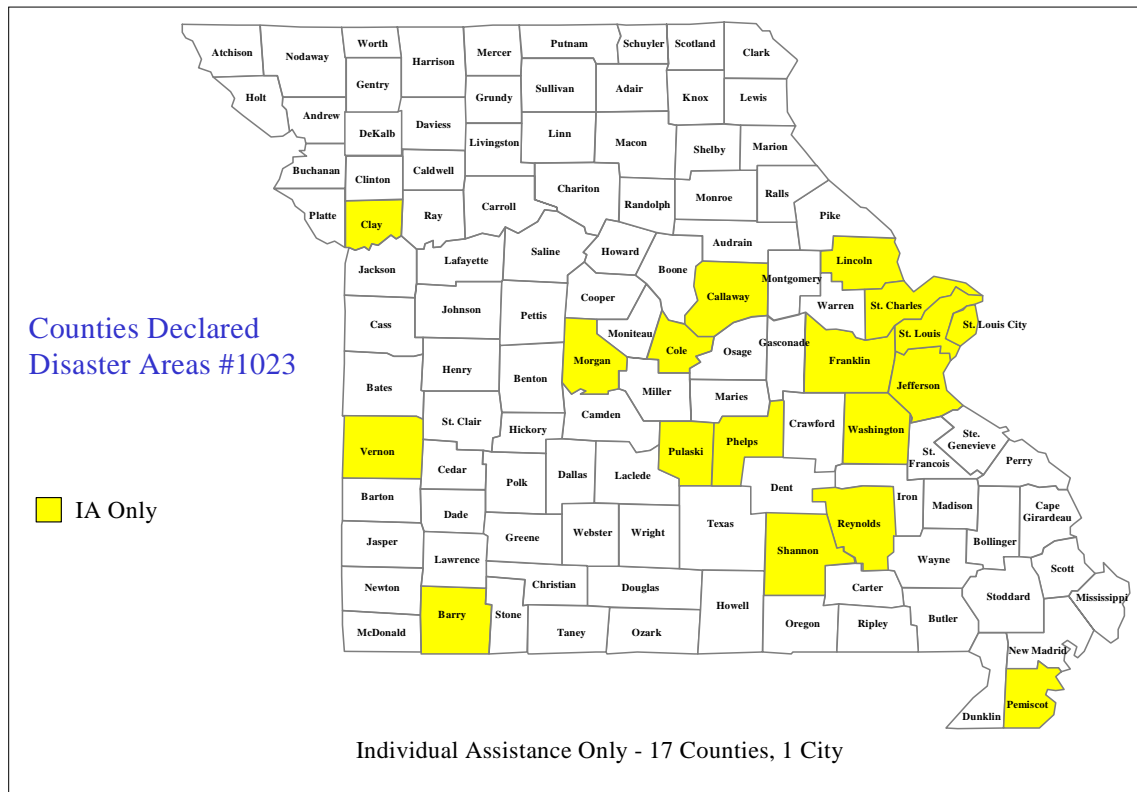 Worth
Putnam
Schuyler
Scotland
Atchison
Nodaway
Mercer
Clark
Harrison
Gentry
Sullivan
Adair
Holt
Grundy
Knox
Lewis
Andrew
Daviess
DeKalb
Linn
Livingston
Macon
Shelby
Marion
Buchanan
Caldwell
Clinton
Chariton
Ralls
Monroe
Carroll
Randolph
Platte
Clay
Ray
Pike
Audrain
Saline
Howard
Lafayette
Lincoln
Jackson
Boone
Montgomery
Callaway
Cooper
St. Charles
Warren
Johnson
Pettis
Counties Declared
Disaster Areas #1023
Cass
Moniteau
St. Louis
St. Louis City
Cole
Osage
Gasconade
Morgan
Franklin
Henry
Benton
Jefferson
Bates
Miller
Maries
Camden
St. Clair
Crawford
Washington
Hickory
Ste.
Genevieve
Vernon
Pulaski
Phelps
St.
Francois
Perry
Cedar
Polk
Dallas
Laclede
Dent
Barton
Iron
Madison
Cape
Girardeau
IA Only
Dade
Texas
Reynolds
Webster
Wright
Greene
Shannon
Bollinger
Jasper
Lawrence
Wayne
Scott
Newton
Christian
Douglas
Carter
Stoddard
Mississippi
Howell
Barry
Stone
Butler
McDonald
Taney
Ozark
Oregon
Ripley
New Madrid
Pemiscot
Dunklin
Individual Assistance Only - 17 Counties, 1 City